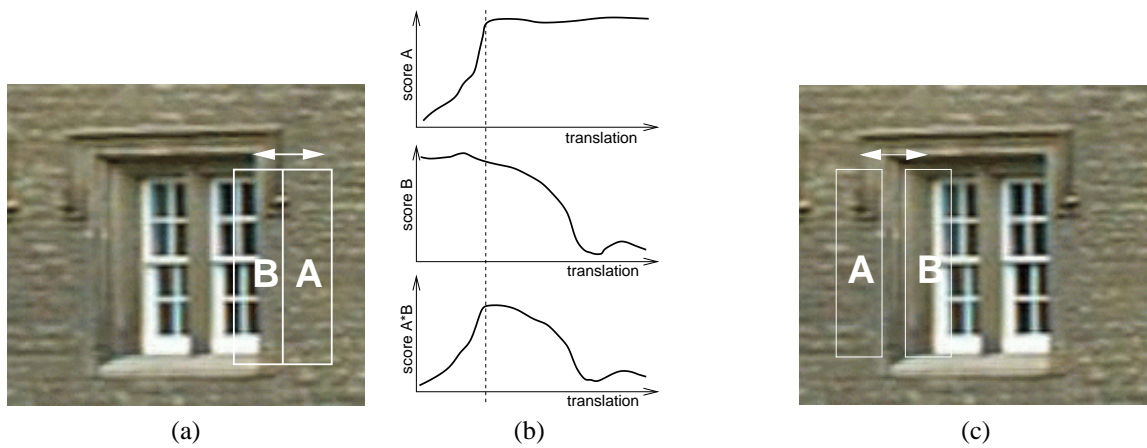 score A
translation
score B
translation
score A*B
translation
B A
A B
(a)
(b)
(c)